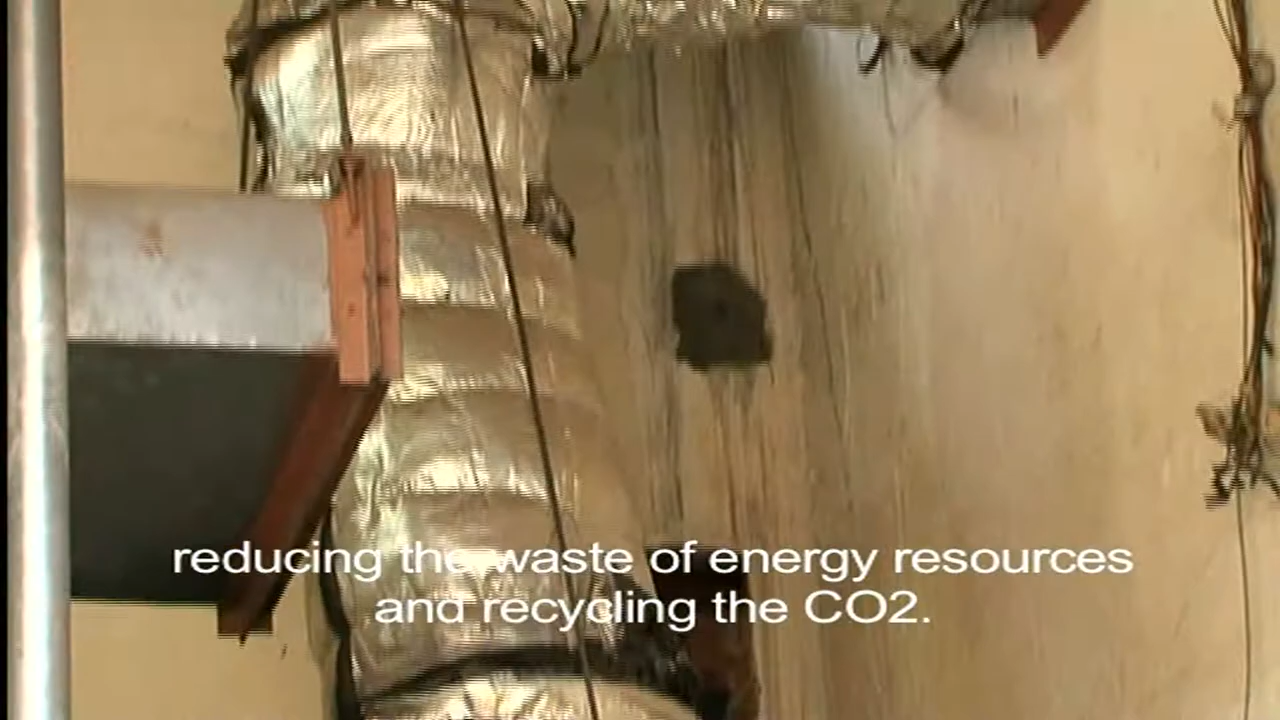 reducing the waste of energy resources
and recycling the CO2.